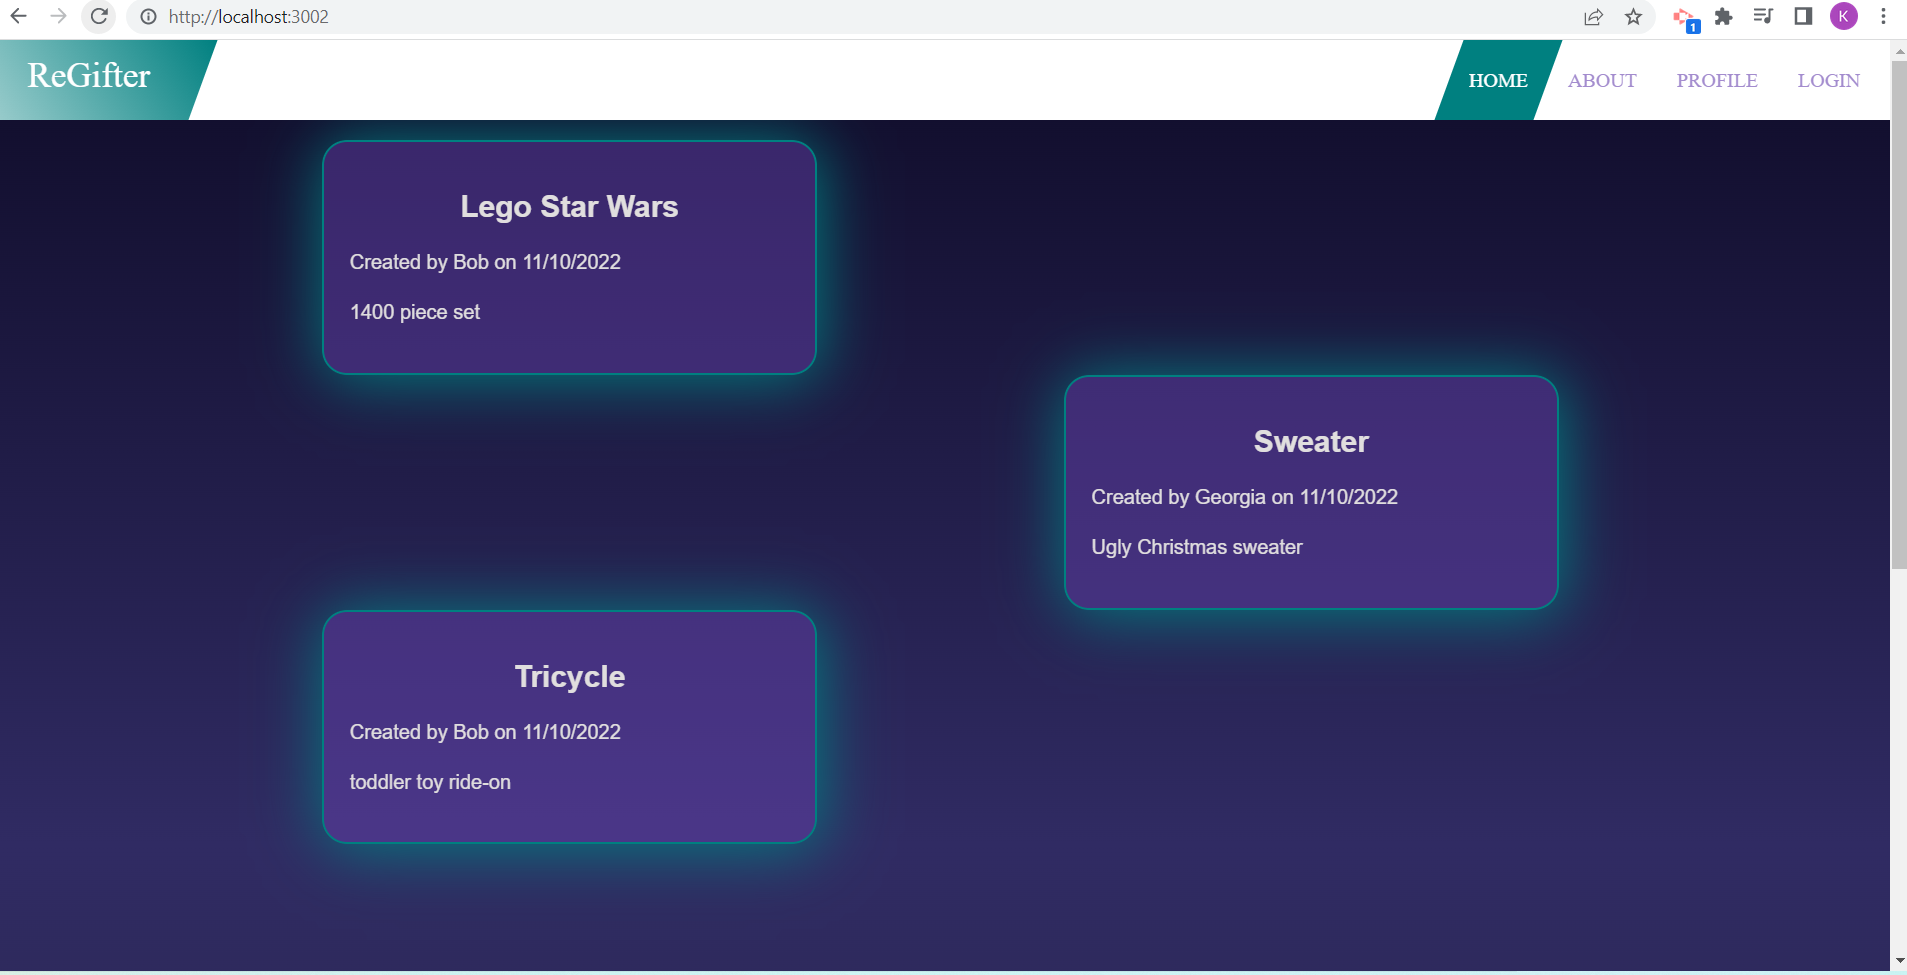 http://localhost:3002
1
K
ReGifter
HOME
ABOUT
PROFILE
LOGIN
Lego Star Wars
Created by Bob on 11/10/2022
1400 piece set
Sweater
Created by Georgia on 11/10/2022
Ugly Christmas sweater
Tricycle
Created by Bob on 11/10/2022
toddler toy ride-on